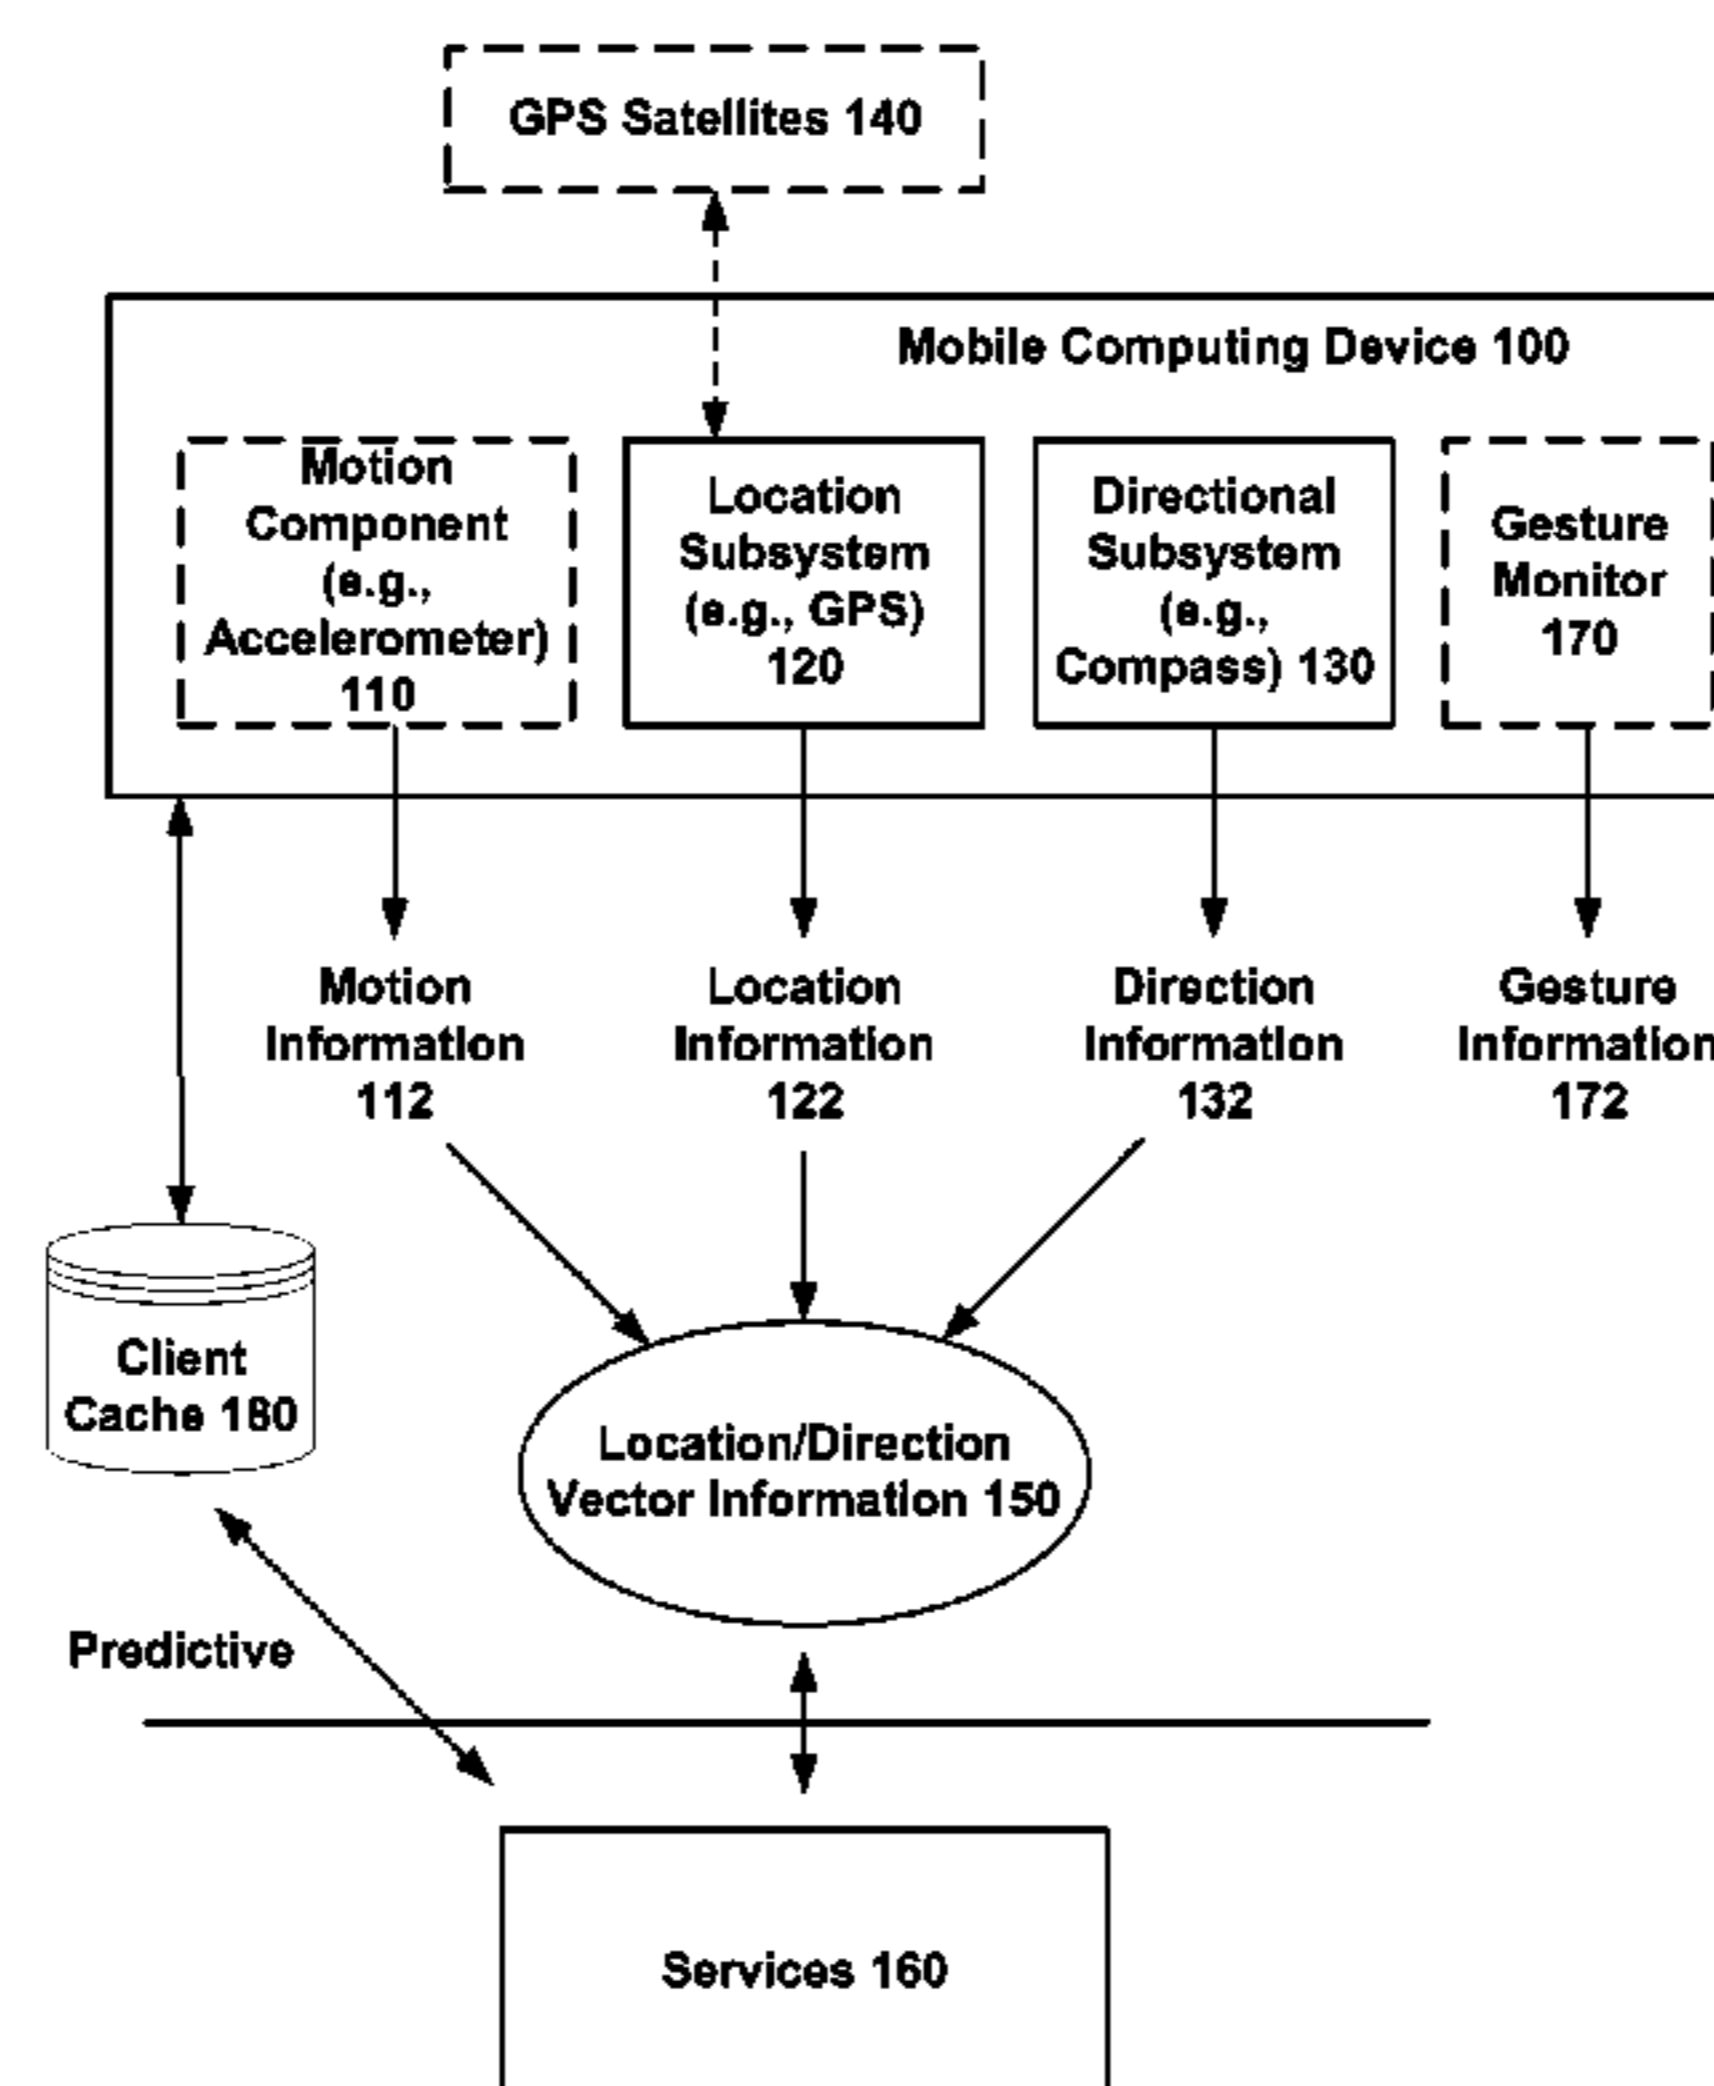 GPS Satellites 140
Mobile Computing Device 100
Motion
Component
(e.g.,
Accelerometer)
110
Location
Subsystem
(e.g., GPS)
120
Directional
Subsystem
(e.g.,
Compass) 130
Gesture
Monitor
170
Motion
Information
112
Location
Information
122
Direction
Information
132
Gesture
Information
172
Client
Cache 180
Location/Direction
Vector Information 150
Predictive
Services 160